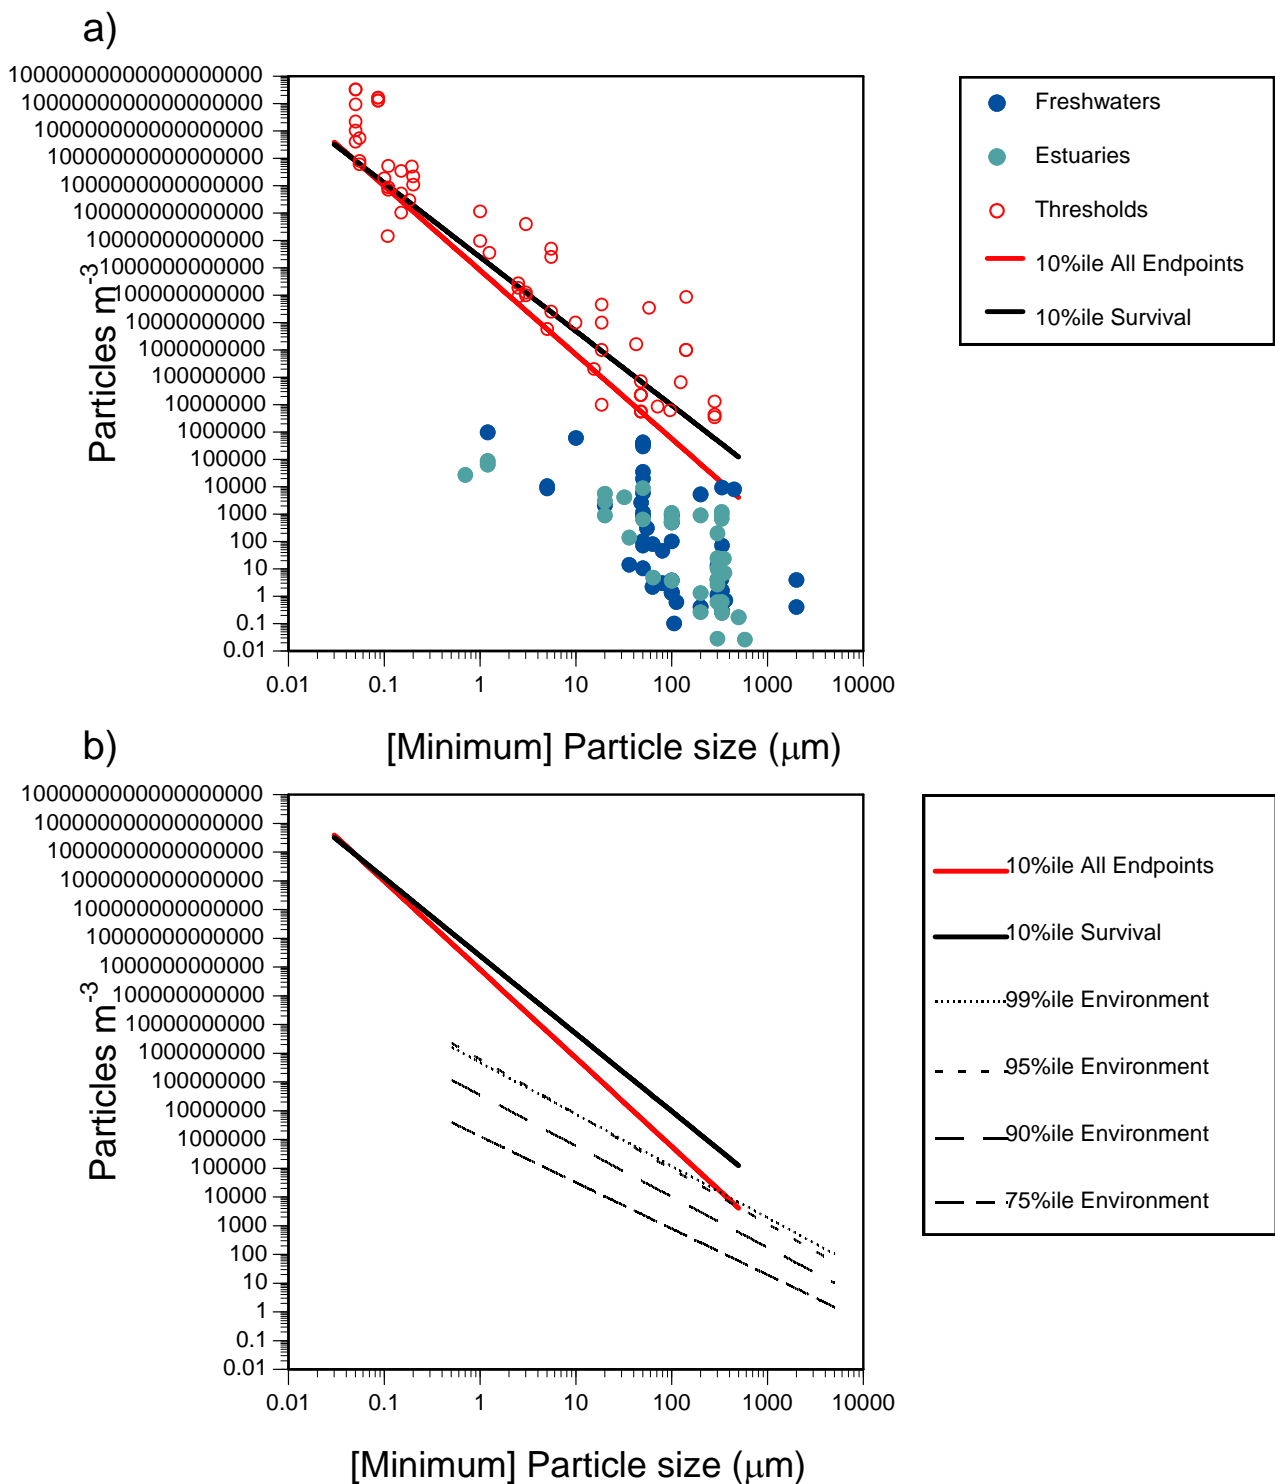 a)
10000000000000000000
1000000000000000000
100000000000000000
10000000000000000
1000000000000000
100000000000000
10000000000000
1000000000000
100000000000
10000000000
1000000000
100000000
10000000
1000000
100000
10000
1000
100
10
1
0.1
0.01
Particles m-3
0.01 0.1 1 10 100 1000 10000
[Minimum] Particle size (μm)
Freshwaters
Estuaries
Thresholds
10%ile All Endpoints
10%ile Survival
b)
1000000000000000000
100000000000000000
10000000000000000
1000000000000000
100000000000000
10000000000000
1000000000000
100000000000
10000000000
1000000000
100000000
10000000
1000000
100000
10000
1000
100
10
1
0.1
0.01
Particles m-3
0.01 0.1 1 10 100 1000 10000
[Minimum] Particle size (μm)
10%ile All Endpoints
10%ile Survival
99%ile Environment
95%ile Environment
90%ile Environment
75%ile Environment